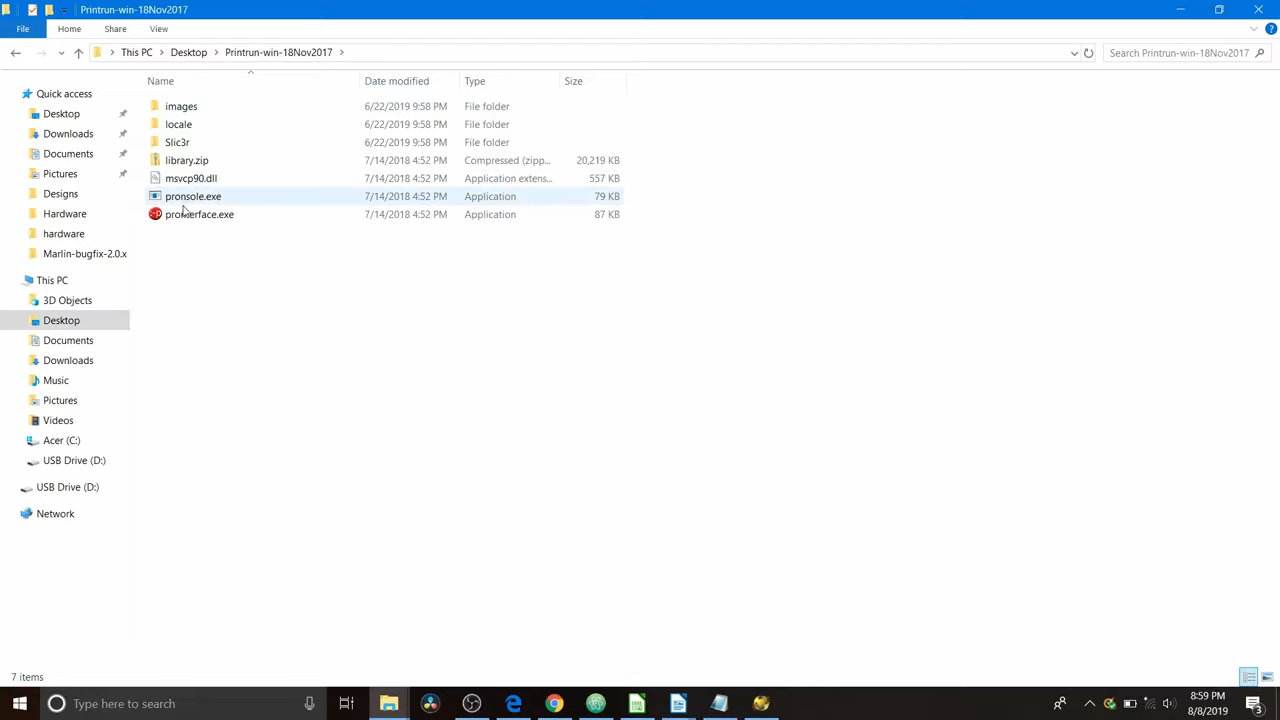 Printrun-win-18Nov2017
File Home Share View
This PC Desktop Printrun-win-18Nov2017 Search Printrun-win-18Nov2017
Name Date modified Type Size
Quick access
Desktop
Downloads
Documents
Pictures
Designs
Hardware
hardware
Marlin-bugfix-2.0.x
This PC
3D Objects
Desktop
Documents
Downloads
Music
Pictures
Videos
Acer (C:)
USB Drive (D:)
USB Drive (D:)
Network
images 6/22/2019 9:58 PM File folder
locale 6/22/2019 9:58 PM File folder
Slic3r 6/22/2019 9:58 PM File folder
library.zip 7/14/2018 4:52 PM Compressed (zipp... 20,219 KB
msvcp90.dll 7/14/2018 4:52 PM Application extens... 557 KB
pronsole.exe 7/14/2018 4:52 PM Application 79 KB
pronterface.exe 7/14/2018 4:52 PM Application 87 KB
7 items
Type here to search
8:59 PM
8/8/2019
3